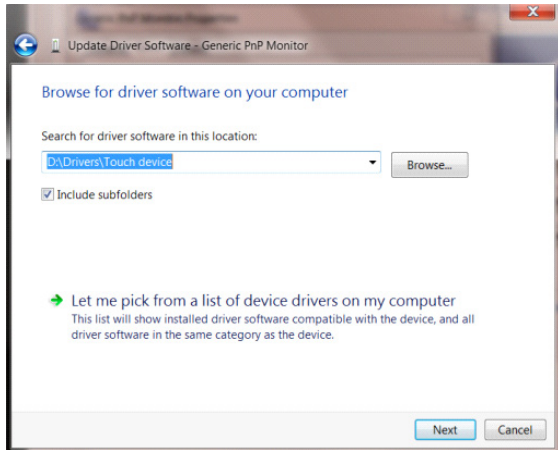 Update Driver Software - Generic PnP Monitor
Browse for driver software on your computer
Search for driver software in this location:
D:\Drivers\Touch device
Browse...
Include subfolders
Let me pick from a list of device drivers on my computer
This list will show installed driver software compatible with the device, and all
driver software in the same category as the device.
Next
Cancel